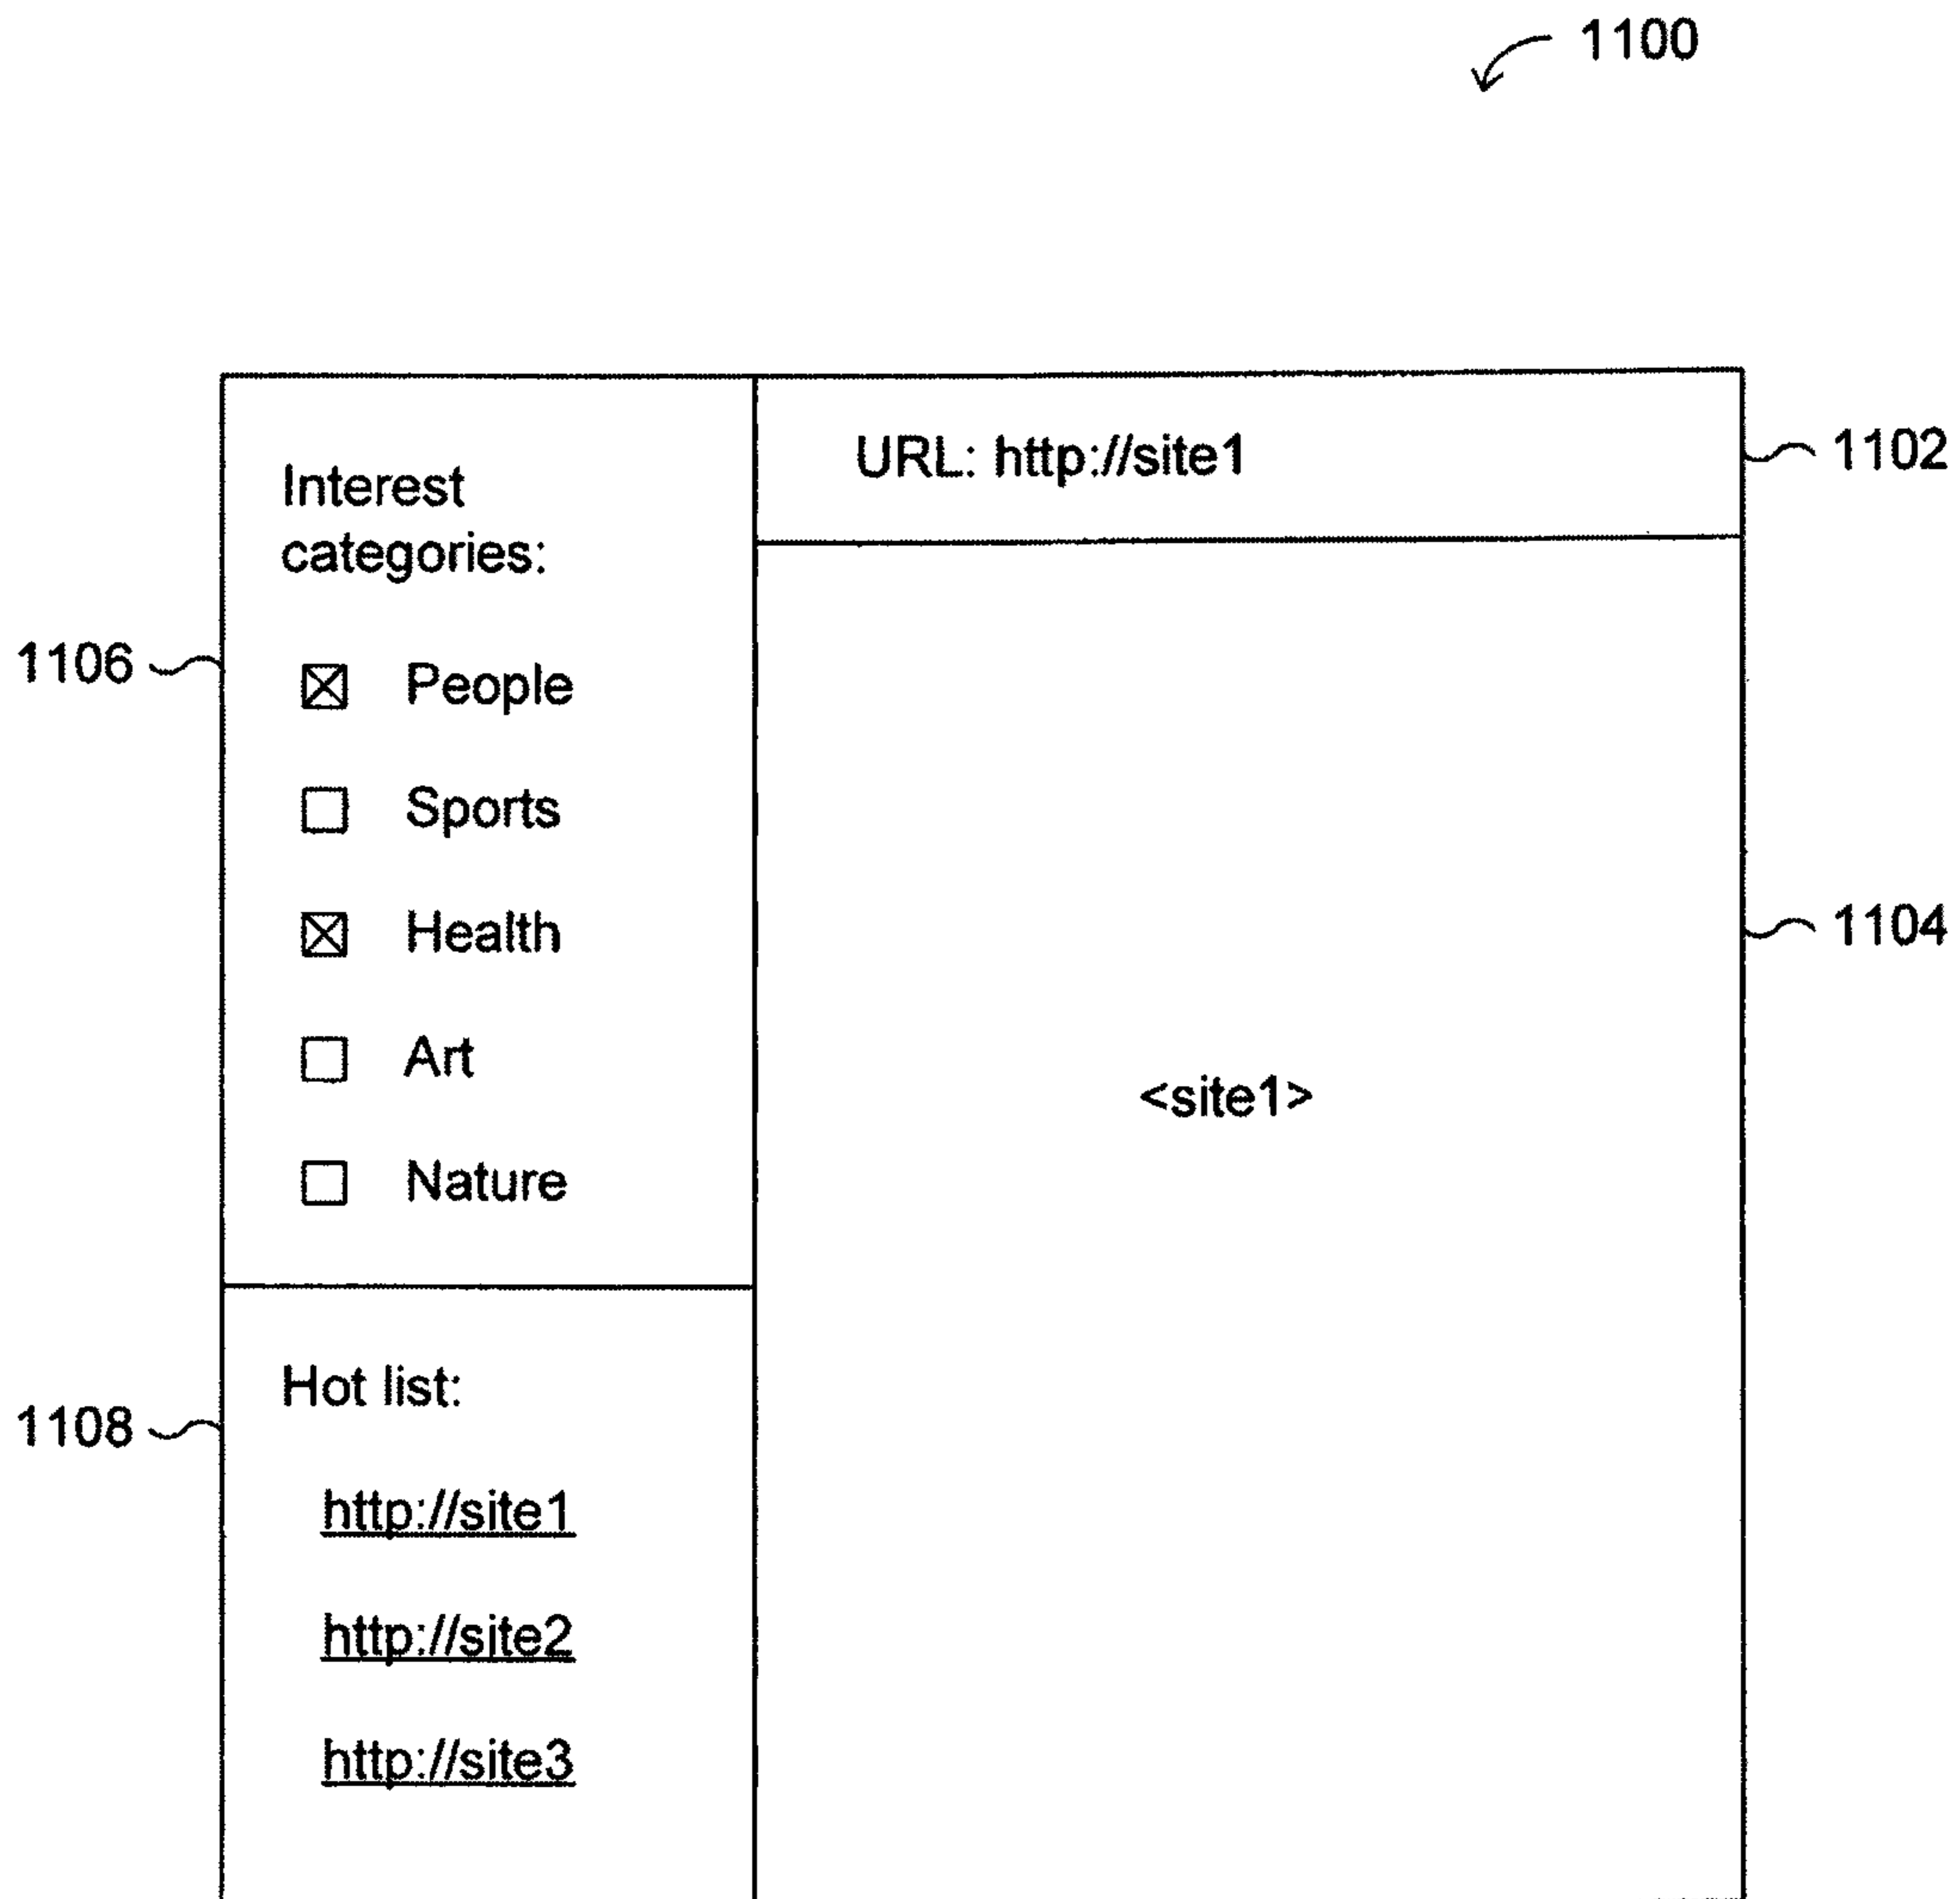 1100
1102
1104
1106
1108
Interest
categories:
People
Sports
Health
Art
Nature
Hot list:
http://site1
http://site2
http://site3
URL: http://site1
<site1>